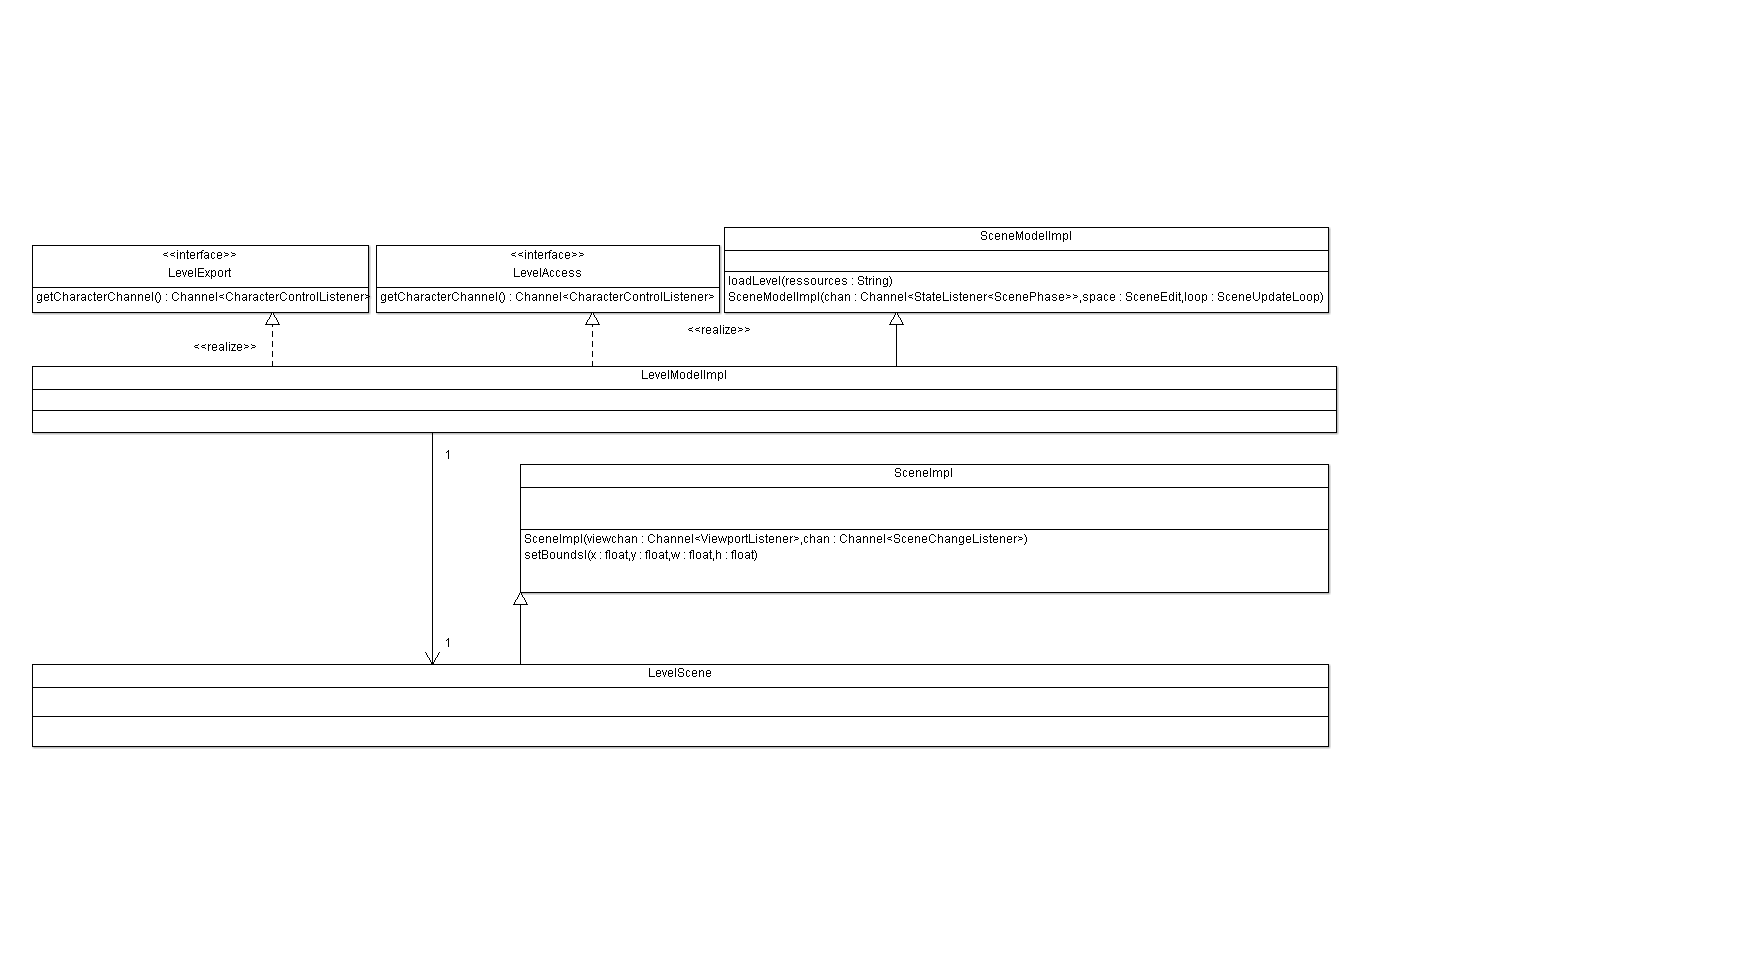 <<interface>>
LevelExport
getCharacterChannel() : Channel<CharacterControlListener>
<<interface>>
LevelAccess
getCharacterChannel() : Channel<CharacterControlListener>
SceneModelImpl
loadLevel(ressources : String)
SceneModelImpl(chan : Channel<StateListener<ScenePhase>>,space : SceneEdit,loop : SceneUpdateLoop)
<<realize>>
<<realize>>
LevelModelImpl
1
SceneImpl
SceneImpl(viewchan : Channel<ViewportListener>,chan : Channel<SceneChangeListener>)
setBoundsI(x : float,y : float,w : float,h : float)
1
LevelScene